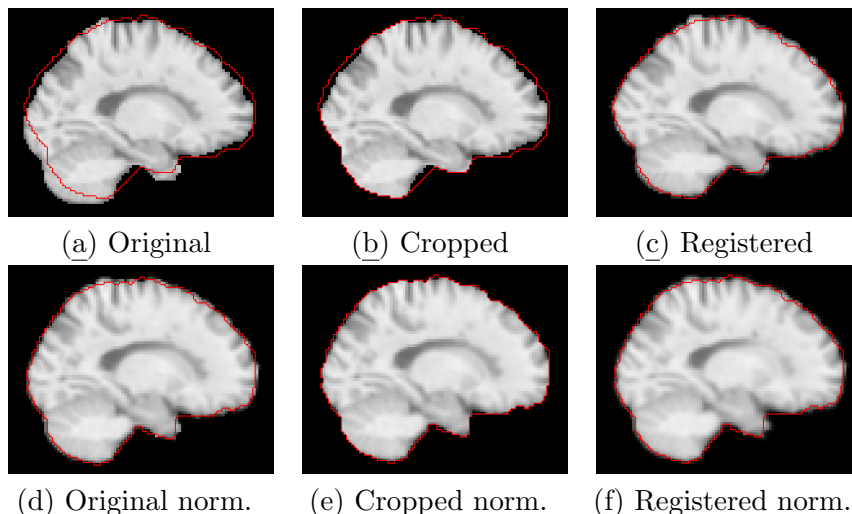 (a) Original
(b) Cropped
(c) Registered
(d) Original norm.
(e) Cropped norm.
(f) Registered norm.